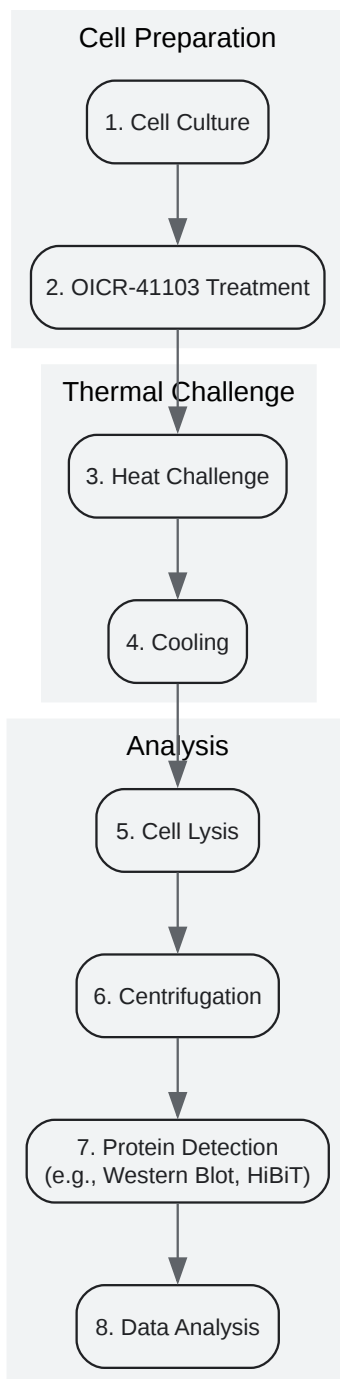 Cell Preparation
1. Cell Culture
2. OICR-41103 Treatment
Thermal Challenge
3. Heat Challenge
4. Cooling
Analysis
5. Cell Lysis
6. Centrifugation
7. Protein Detection
(e.g., Western Blot, HiBiT)
8. Data Analysis